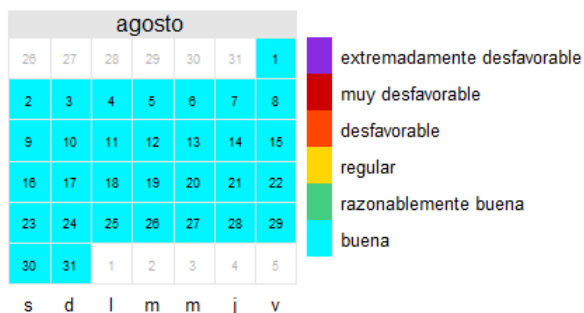 agosto
26 27 28 29 30 31 1
2 3 4 5 6 7 8
9 10 11 12 13 14 15
16 17 18 19 20 21 22
23 24 25 26 27 28 29
30 31 1 2 3 4 5
s d l m m j v
extremadamente desfavorable
muy desfavorable
desfavorable
regular
razonablemente buena
buena